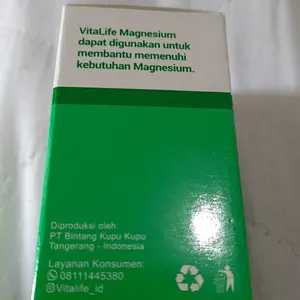 VitaLife Magnesium
dapat digunakan untuk
membantu memenuhi
kebutuhan Magnesium.
Diproduksi oleh
PT Bintang Kupu Kupu
Tangerang - Indonesia
Layanan Konsumen:
08111445380
Vitalife_id